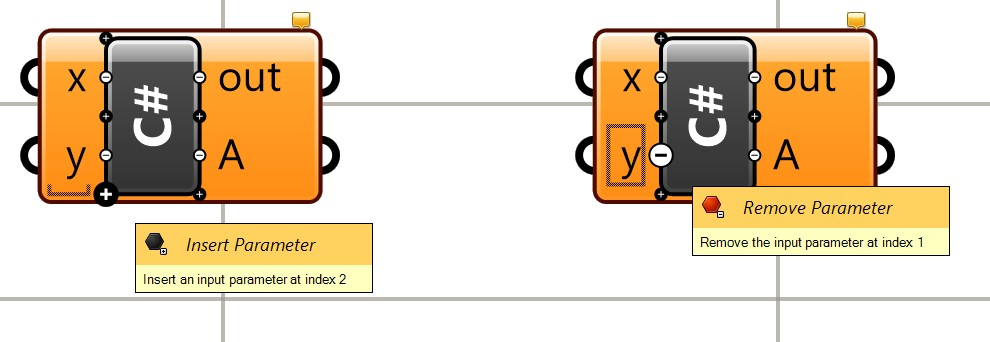 x
C#
out
y
A
Insert Parameter
Insert an input parameter at index 2
x
C#
out
y
A
Remove Parameter
Remove the input parameter at index 1